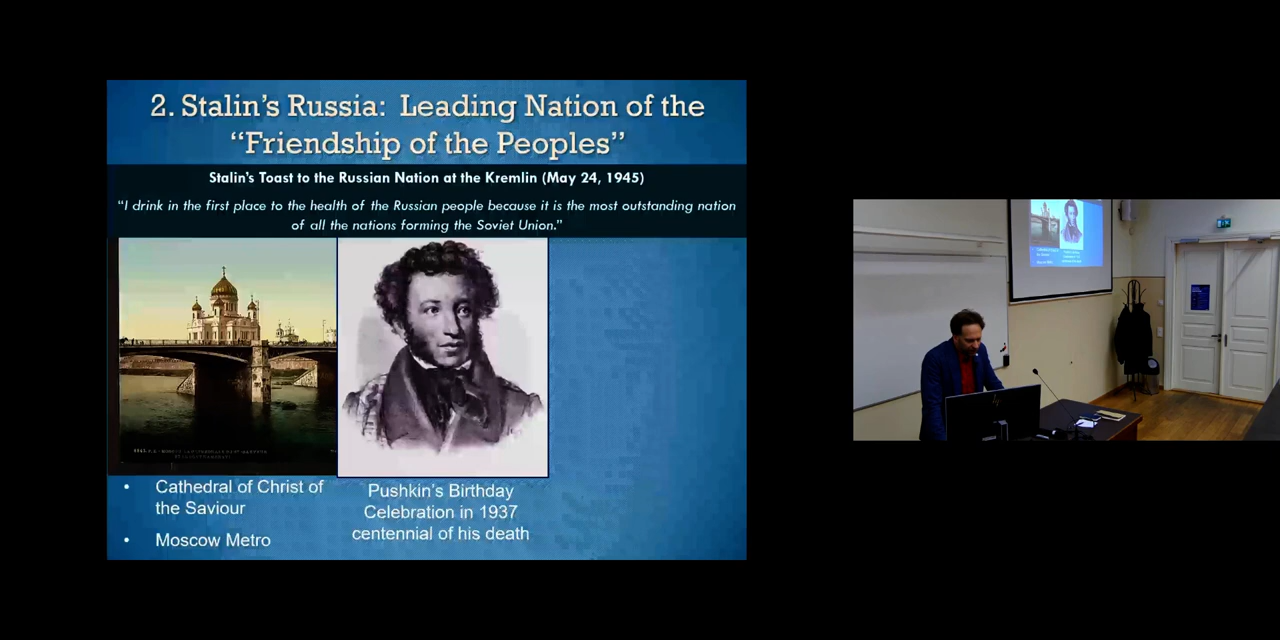 2. Stalin's Russia: Leading Nation of the
"Friendship of the Peoples"
Stalin's Toast to the Russian Nation at the Kremlin (May 24, 1945)
"I drink in the first place to the health of the Russian people because it is the most outstanding nation
of all the nations forming the Soviet Union."
• Cathedral of Christ of
the Saviour
• Moscow Metro
Pushkin's Birthday
Celebration in 1937
centennial of his death